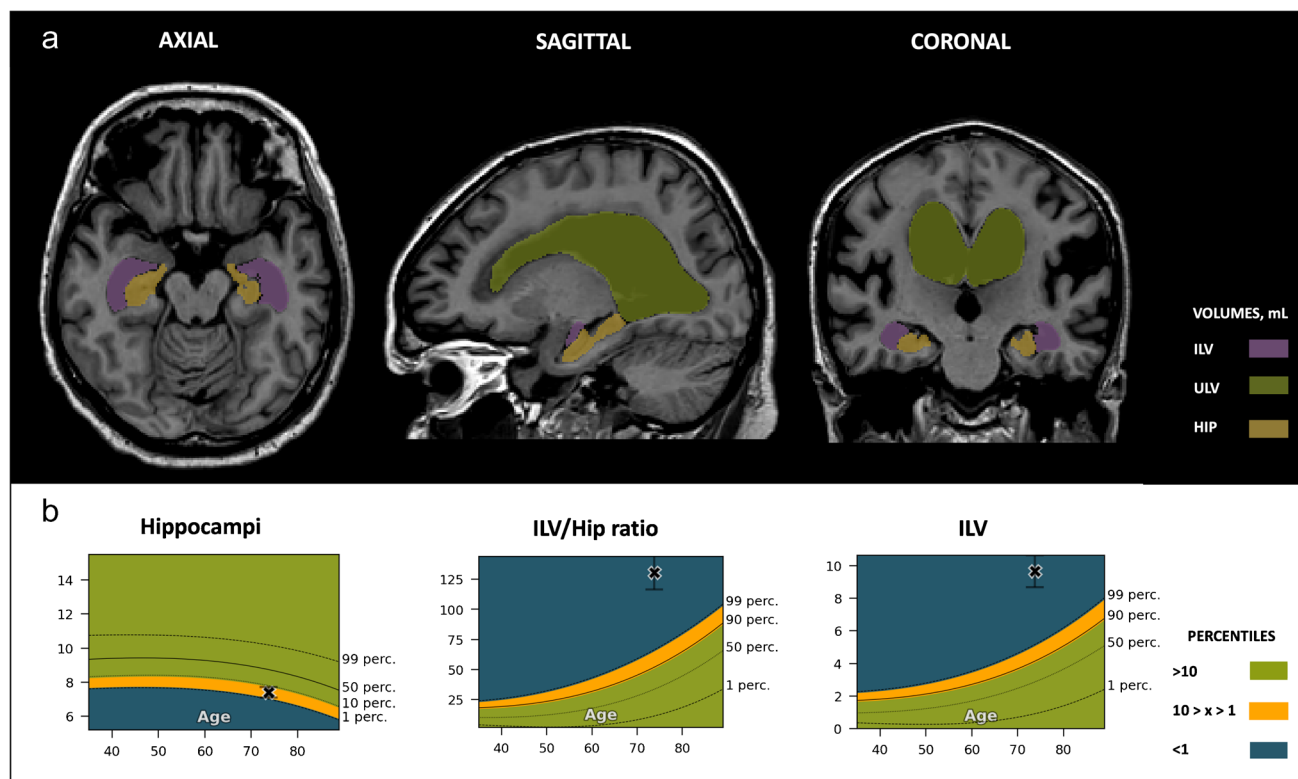 a
AXIAL
SAGITTAL
CORONAL
VOLUMES, mL
ILV
ULV
HIP
b
Hippocampi
14
12
10
8
6
40
50
60
70
80
Age
99 perc.
50 perc.
10 perc.
1 perc.
ILV/Hip ratio
125
100
75
50
25
40
50
60
70
80
Age
99 perc.
90 perc.
50 perc.
1 perc.
ILV
10
8
6
4
2
0
40
50
60
70
80
Age
99 perc.
90 perc.
50 perc.
1 perc.
PERCENTILES
>10
10 > x > 1
<1